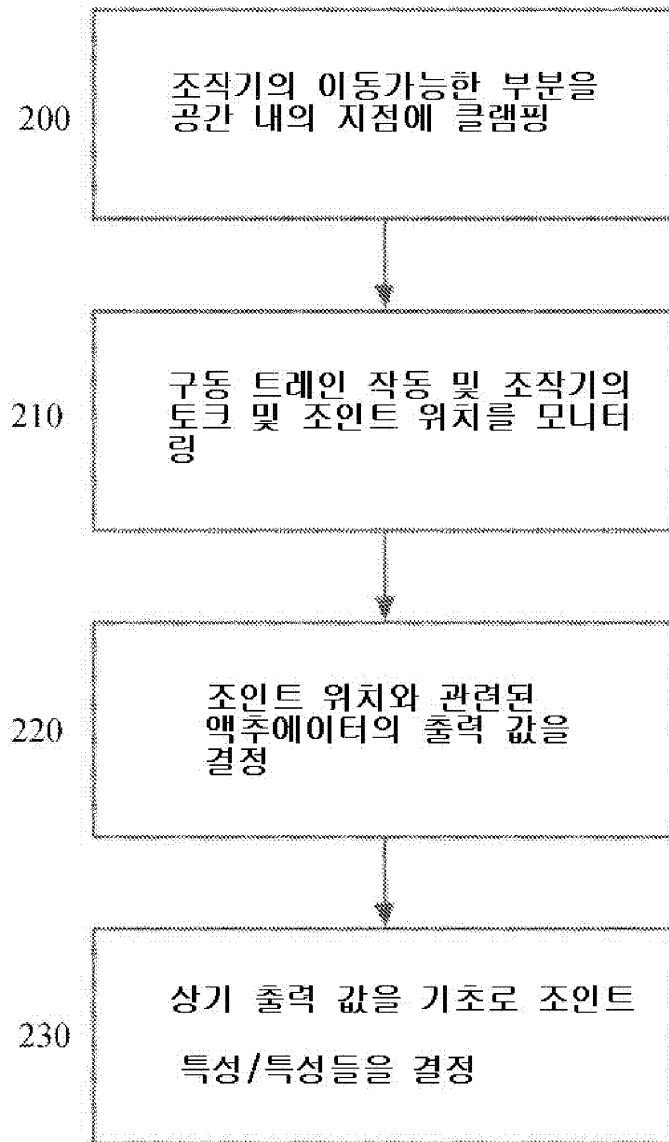 200
조직기의 이동가능한 부분을
공간 내의 지점에 클램핑
210
구동 트레인 작동 및 조작기의
토크 및 조인트 위치를 모니터
링
220
조인트 위치와 관련된
액추에이터의 출력 값을
결정
230
상기 출력 값을 기초로 조인트
특성/특성들을 결정